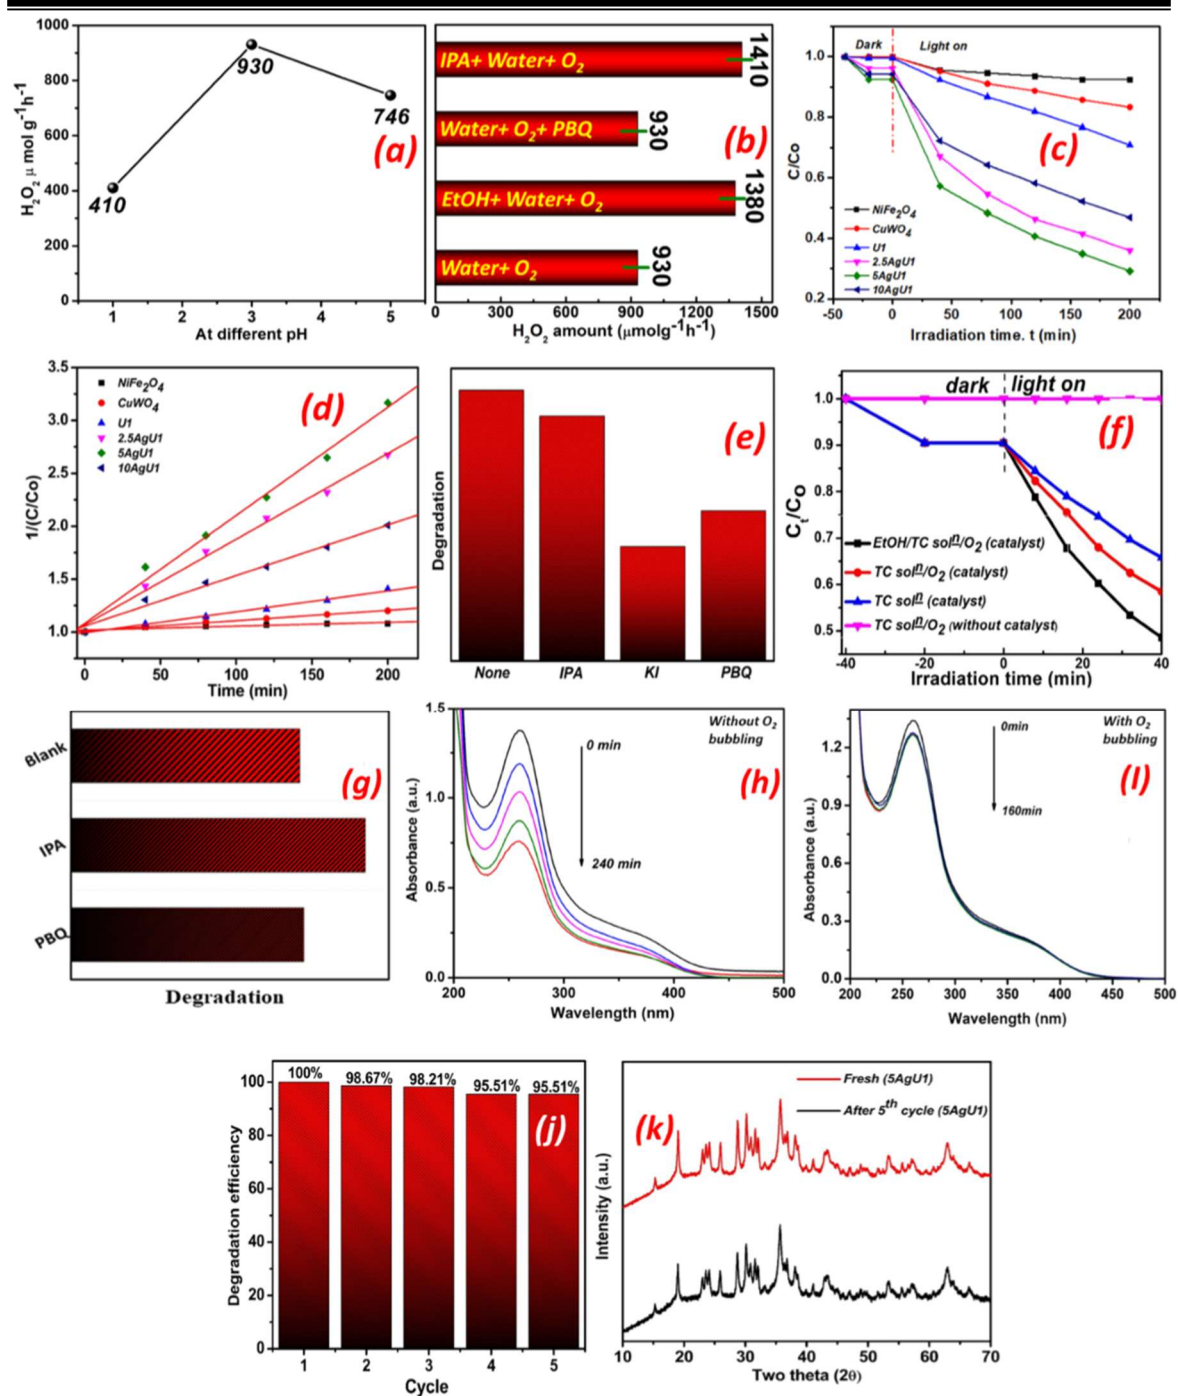 1000
800
600
400
200
0
H₂O₂ μ mol g⁻¹h⁻¹
930
746
410
(a)
1 2 3 4 5
At different pH
IPA+ Water+ O₂
1410
Water+ O₂+ PBQ
930
(b)
EtOH+ Water+ O₂
1380
Water+ O₂
930
0 300 600 900 1200 1500
H₂O₂ amount (μmolg⁻¹h⁻¹)
Dark Light on
1.0
0.8
0.6
0.4
0.2
C/Co
(c)
NiFe₂O₄
CuWO₄
U1
2.5AgU1
5AgU1
10AgU1
-50 0 50 100 150 200
Irradiation time. t (min)
3.5
3.0
2.5
2.0
1.5
1.0
1/(C/Co)
NiFe₂O₄
CuWO₄
U1
2.5AgU1
5AgU1
10AgU1
(d)
0 50 100 150 200
Time (min)
Degradation
(e)
None IPA KI PBQ
dark light on
1.0
0.9
0.8
0.7
0.6
0.5
Cₜ/C₀
(f)
EtOH/TC solⁿ/O₂ (catalyst)
TC solⁿ/O₂ (catalyst)
TC solⁿ (catalyst)
TC solⁿ/O₂ (without catalyst)
-40 -20 0 20 40
Irradiation time (min)
Blank
IPA
PBQ
(g)
Degradation
1.5
1.0
0.5
0.0
Absorbance (a.u.)
Without O₂
bubbling
0 min
(h)
240 min
200 300 400 500
Wavelength (nm)
1.2
0.9
0.6
0.3
0.0
Absorbance (a.u.)
With O₂
bubbling
0min
(I)
160min
200 250 300 350 400 450 500
Wavelength (nm)
100
80
60
40
20
0
Degradation efficiency
100% 98.67% 98.21% 95.51% 95.51%
(j)
1 2 3 4 5
Cycle
Intensity (a.u.)
(k)
Fresh (5AgU1)
After 5ᵗʰ cycle (5AgU1)
10 20 30 40 50 60 70
Two theta (2θ)